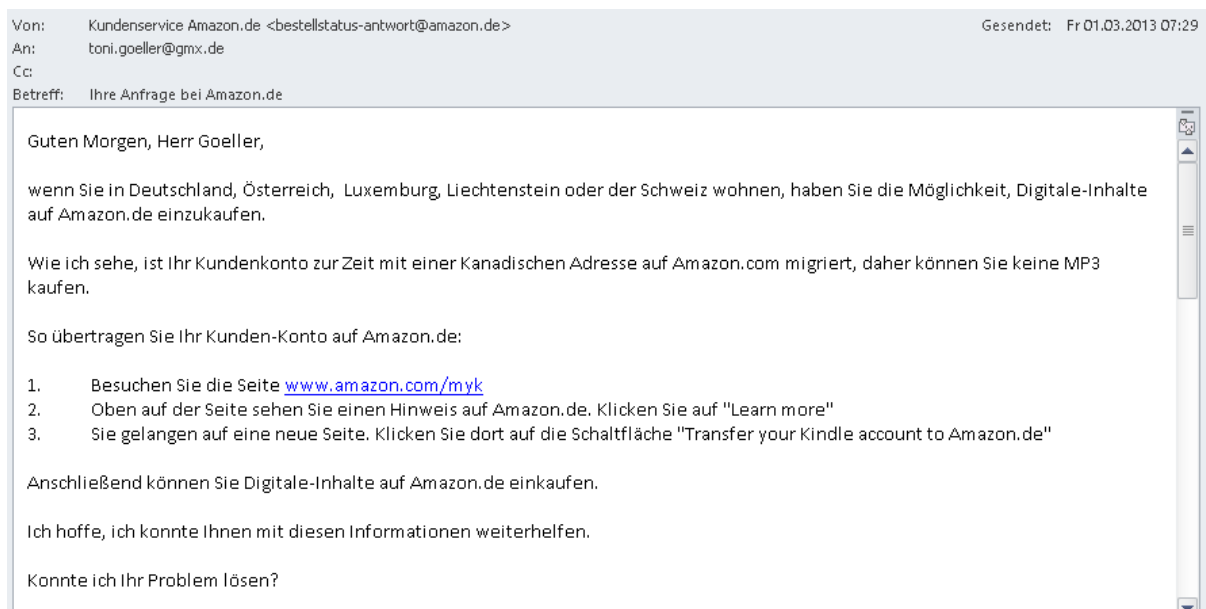 Von: Kundenservice Amazon.de <bestellstatus-antwort@amazon.de> Gesendet: Fr 01.03.2013 07:29
An: toni.goeller@gmx.de
Cc:
Betreff: Ihre Anfrage bei Amazon.de
Guten Morgen, Herr Goeller,
wenn Sie in Deutschland, Österreich, Luxemburg, Liechtenstein oder der Schweiz wohnen, haben Sie die Möglichkeit, Digitale-Inhalte
auf Amazon.de einzukaufen.
Wie ich sehe, ist Ihr Kundenkonto zur Zeit mit einer Kanadischen Adresse auf Amazon.com migriert, daher können Sie keine MP3
kaufen.
So übertragen Sie Ihr Kunden-Konto auf Amazon.de:
1. Besuchen Sie die Seite www.amazon.com/myk
2. Oben auf der Seite sehen Sie einen Hinweis auf Amazon.de. Klicken Sie auf "Learn more"
3. Sie gelangen auf eine neue Seite. Klicken Sie dort auf die Schaltfläche "Transfer your Kindle account to Amazon.de"
Anschließend können Sie Digitale-Inhalte auf Amazon.de einkaufen.
Ich hoffe, ich konnte Ihnen mit diesen Informationen weiterhelfen.
Konnte ich Ihr Problem lösen?